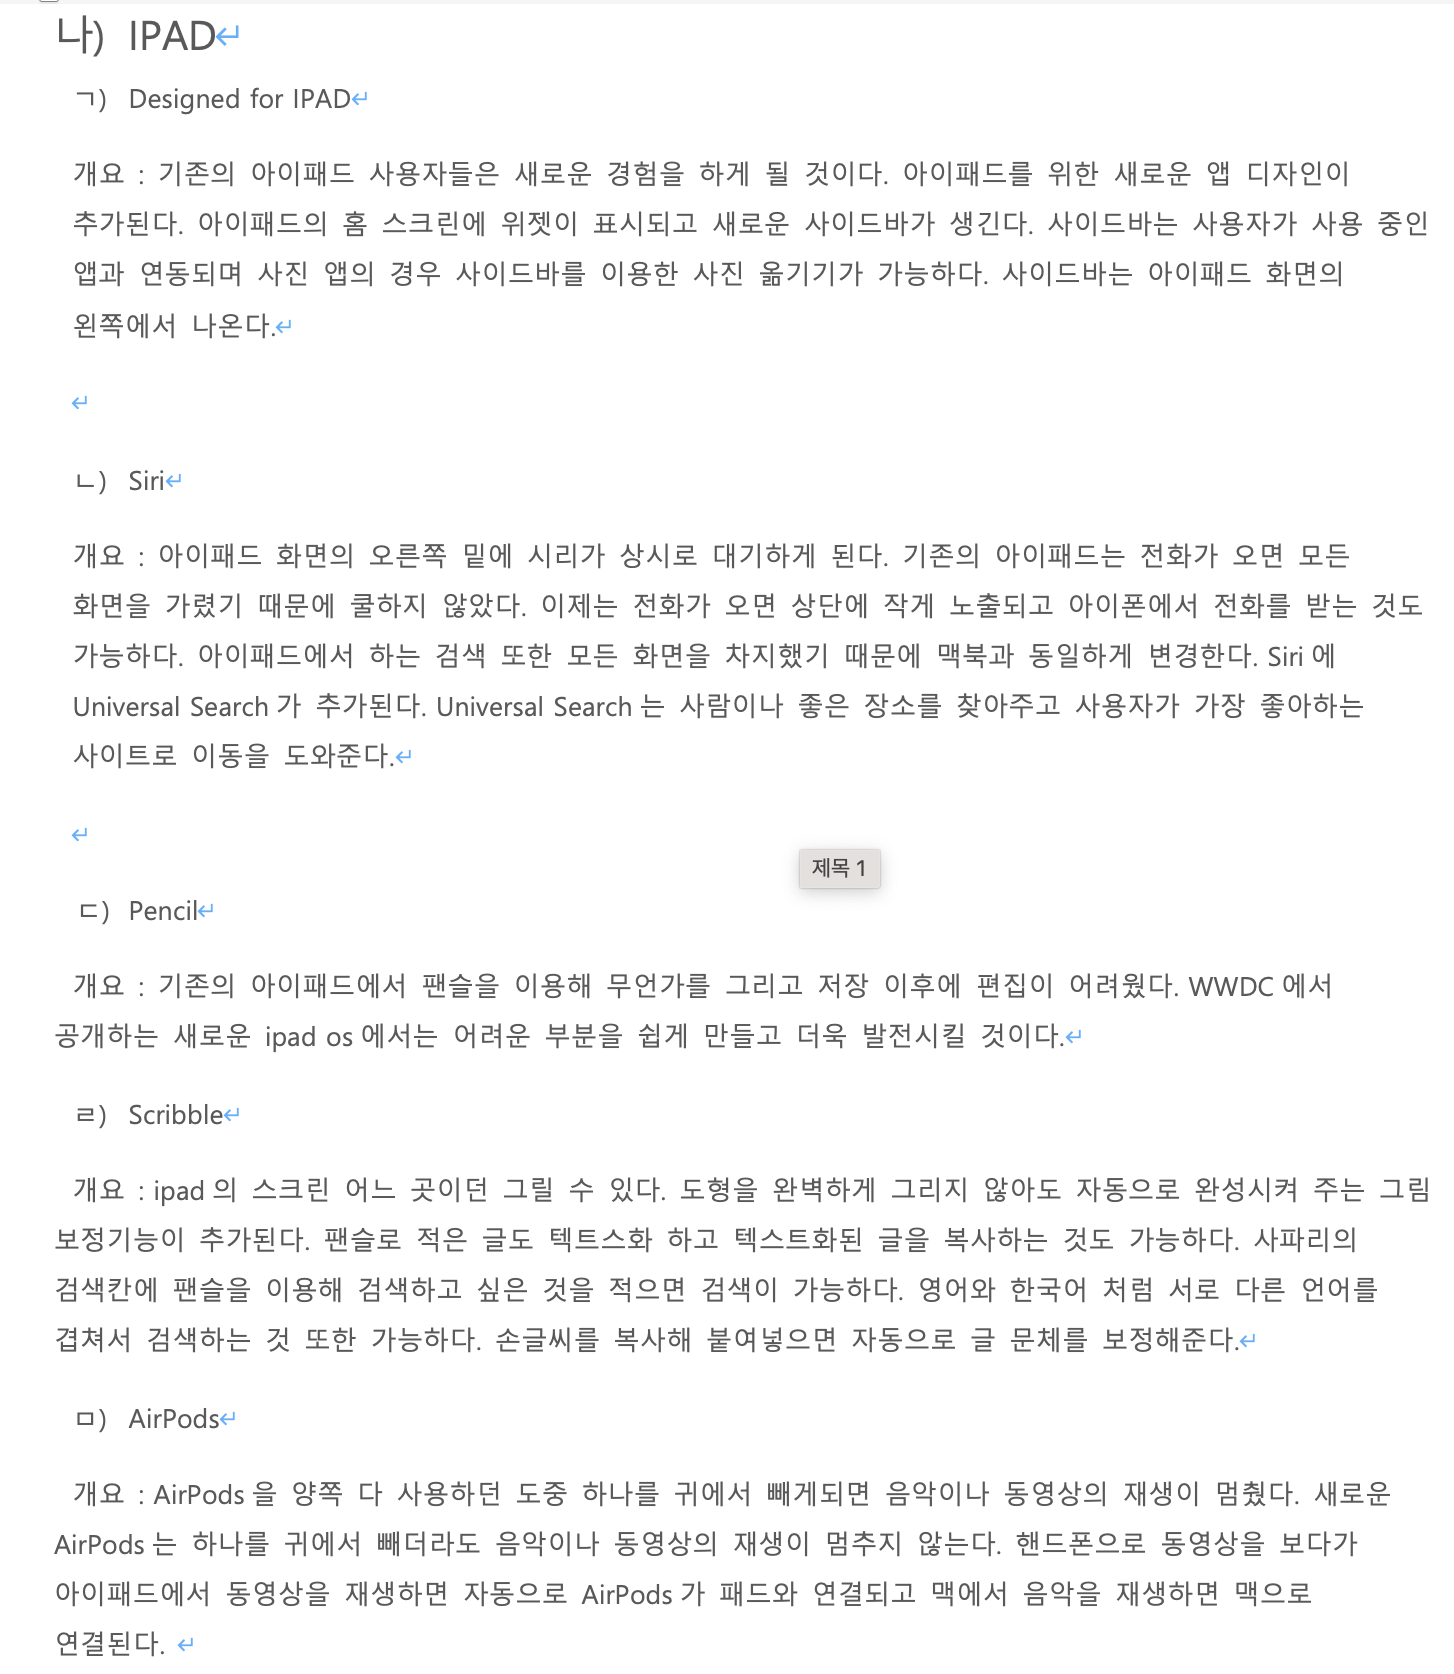 나) IPAD
ㄱ) Designed for IPAD
개요 : 기존의 아이패드 사용자들은 새로운 경험을 하게 될 것이다. 아이패드를 위한 새로운 앱 디자인이
추가된다. 아이패드의 홈 스크린에 위젯이 표시되고 새로운 사이드바가 생긴다. 사이드바는 사용자가 사용 중인
앱과 연동되며 사진 앱의 경우 사이드바를 이용한 사진 옮기기가 가능하다. 사이드바는 아이패드 화면의
왼쪽에서 나온다.
ㄴ) Siri
개요 : 아이패드 화면의 오른쪽 밑에 시리가 상시로 대기하게 된다. 기존의 아이패드는 전화가 오면 모든
화면을 가렸기 때문에 쿨하지 않았다. 이제는 전화가 오면 상단에 작게 노출되고 아이폰에서 전화를 받는 것도
가능하다. 아이패드에서 하는 검색 또한 모든 화면을 차지했기 때문에 맥북과 동일하게 변경한다. Siri 에
Universal Search 가 추가된다. Universal Search 는 사람이나 좋은 장소를 찾아주고 사용자가 가장 좋아하는
사이트로 이동을 도와준다.
제목 1
ㄷ) Pencil
개요 : 기존의 아이패드에서 팬슬을 이용해 무언가를 그리고 저장 이후에 편집이 어려웠다. WWDC 에서
공개하는 새로운 ipad os 에서는 어려운 부분을 쉽게 만들고 더욱 발전시킬 것이다.
ㄹ) Scribble
개요 : ipad 의 스크린 어느 곳이던 그릴 수 있다. 도형을 완벽하게 그리지 않아도 자동으로 완성시켜 주는 그림
보정기능이 추가된다. 팬슬로 적은 글도 텍트스화 하고 텍스트화된 글을 복사하는 것도 가능하다. 사파리의
검색칸에 팬슬을 이용해 검색하고 싶은 것을 적으면 검색이 가능하다. 영어와 한국어 처럼 서로 다른 언어를
겹쳐서 검색하는 것 또한 가능하다. 손글씨를 복사해 붙여넣으면 자동으로 글 문체를 보정해준다.
ㅁ) AirPods
개요 : AirPods 을 양쪽 다 사용하던 도중 하나를 귀에서 빼게되면 음악이나 동영상의 재생이 멈췄다. 새로운
AirPods 는 하나를 귀에서 빼더라도 음악이나 동영상의 재생이 멈추지 않는다. 핸드폰으로 동영상을 보다가
아이패드에서 동영상을 재생하면 자동으로 AirPods 가 패드와 연결되고 맥에서 음악을 재생하면 맥으로
연결된다.